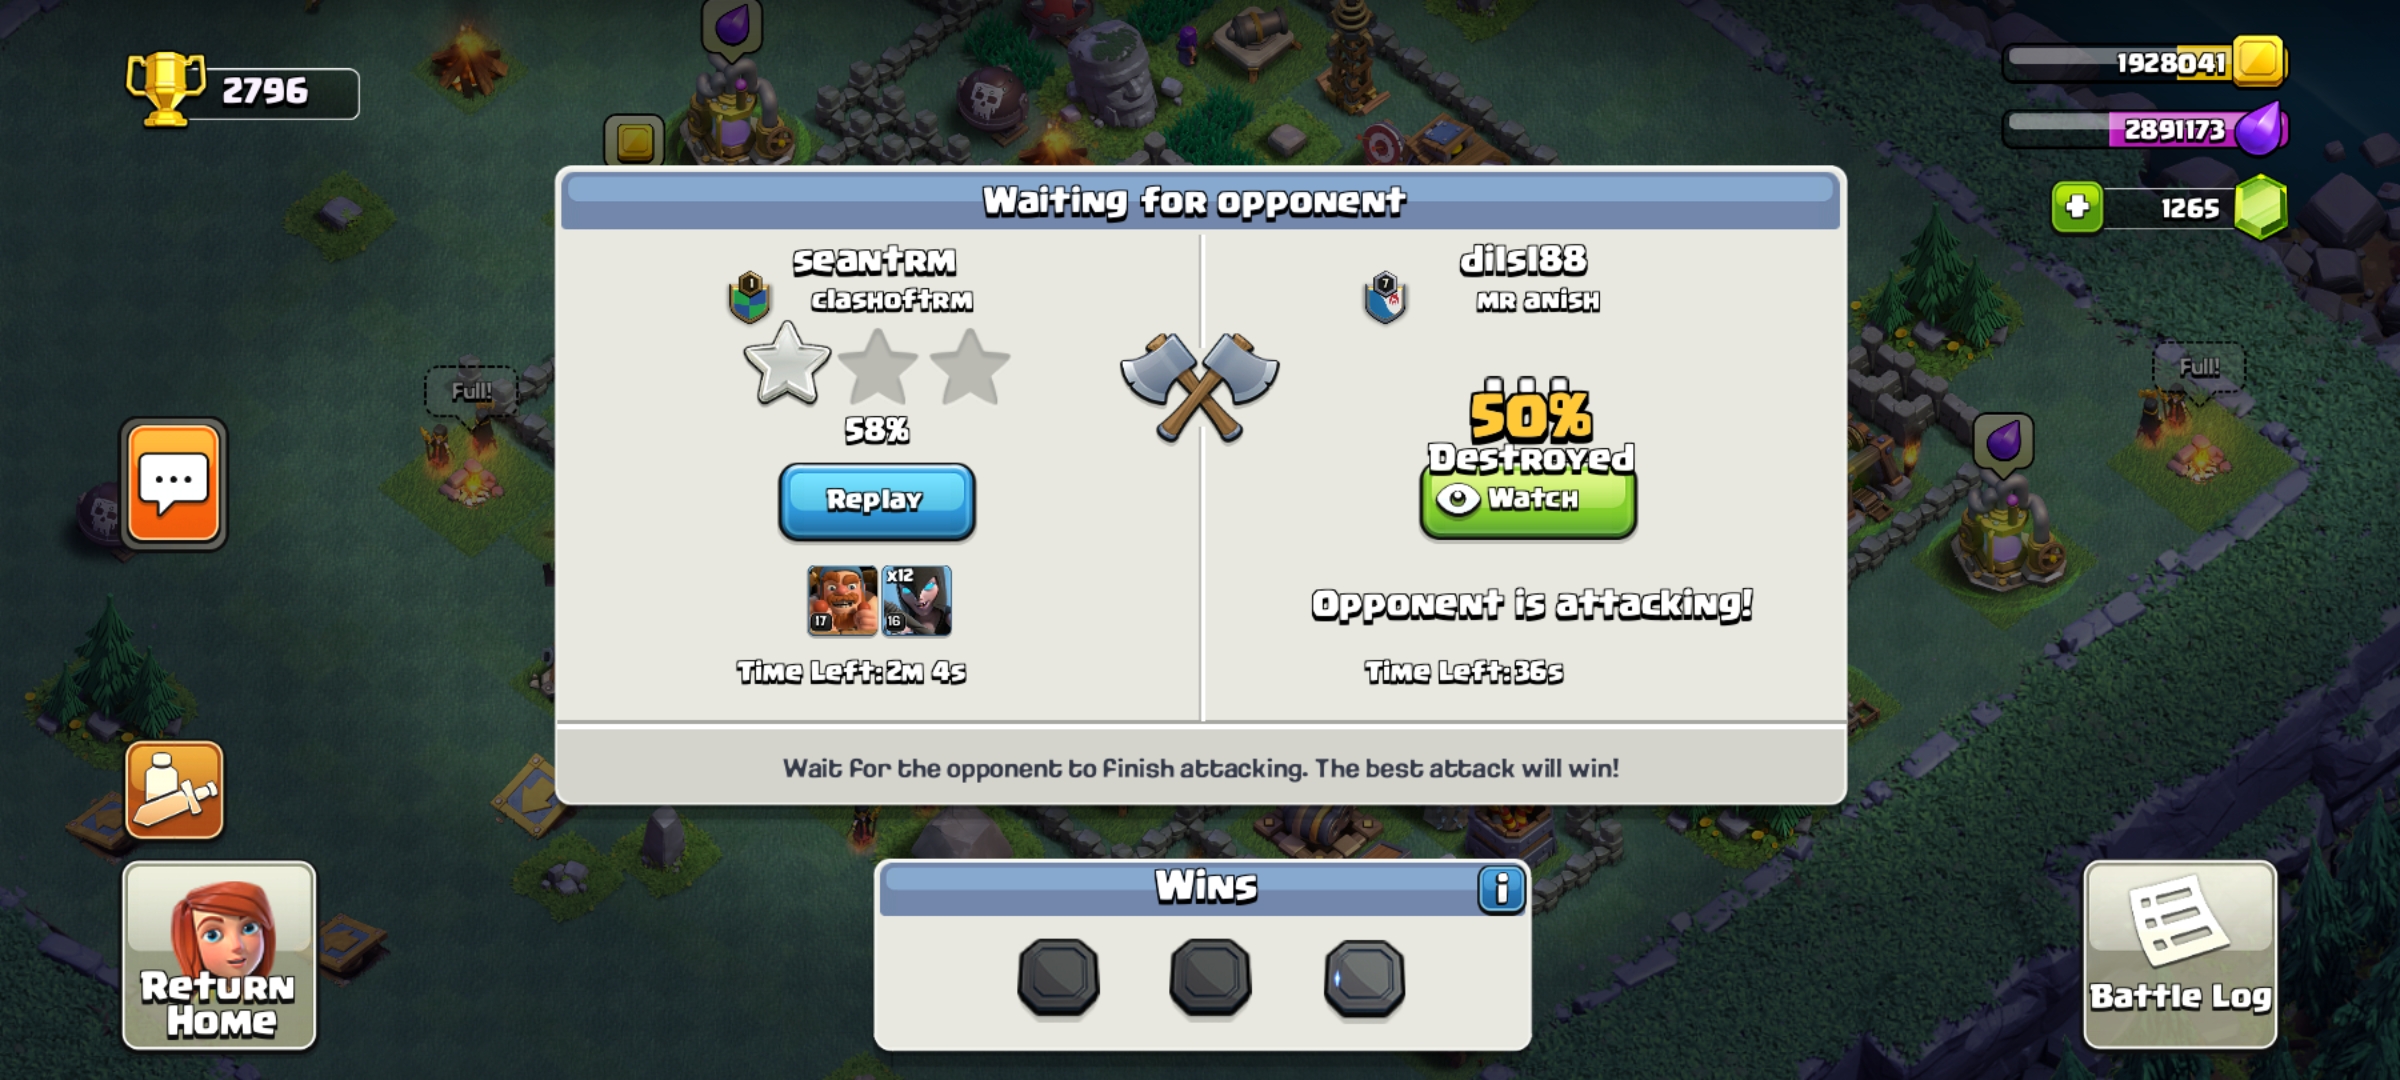 2796
1928041
2891173
1265
Waiting for opponent
seantrm
clashoftrm
1
58%
Replay
x12
17
16
Time Left:2m 4s
dilsl88
mr anish
7
50%
Destroyed
Watch
Opponent is attacking!
Time Left:36s
Wait for the opponent to finish attacking. The best attack will win!
Full!
Full!
Wins
i
Return
Home
Battle Log